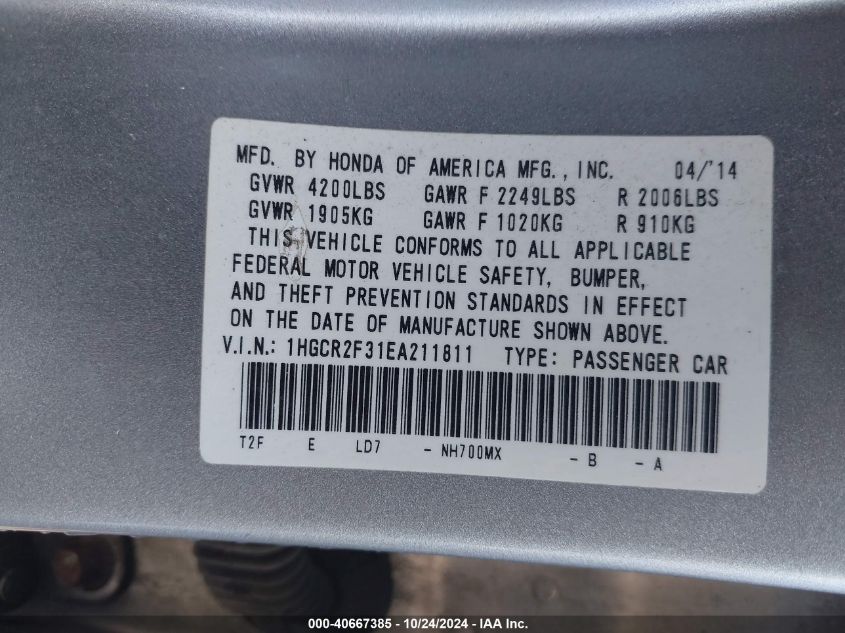 MFD. BY HONDA OF AMERICA MFG., INC. 04/'14
GVWR 4200LBS GAWR F 2249LBS R 2006LBS
GVWR 1905KG GAWR F 1020KG R 910KG
THIS VEHICLE CONFORMS TO ALL APPLICABLE
FEDERAL MOTOR VEHICLE SAFETY, BUMPER,
AND THEFT PREVENTION STANDARDS IN EFFECT
ON THE DATE OF MANUFACTURE SHOWN ABOVE.
V.I.N.: 1HGCR2F31EA211811 TYPE: PASSENGER CAR
T2F E LD7 - NH700MX - B - A
000-40667385 - 10/24/2024 - IAA Inc.